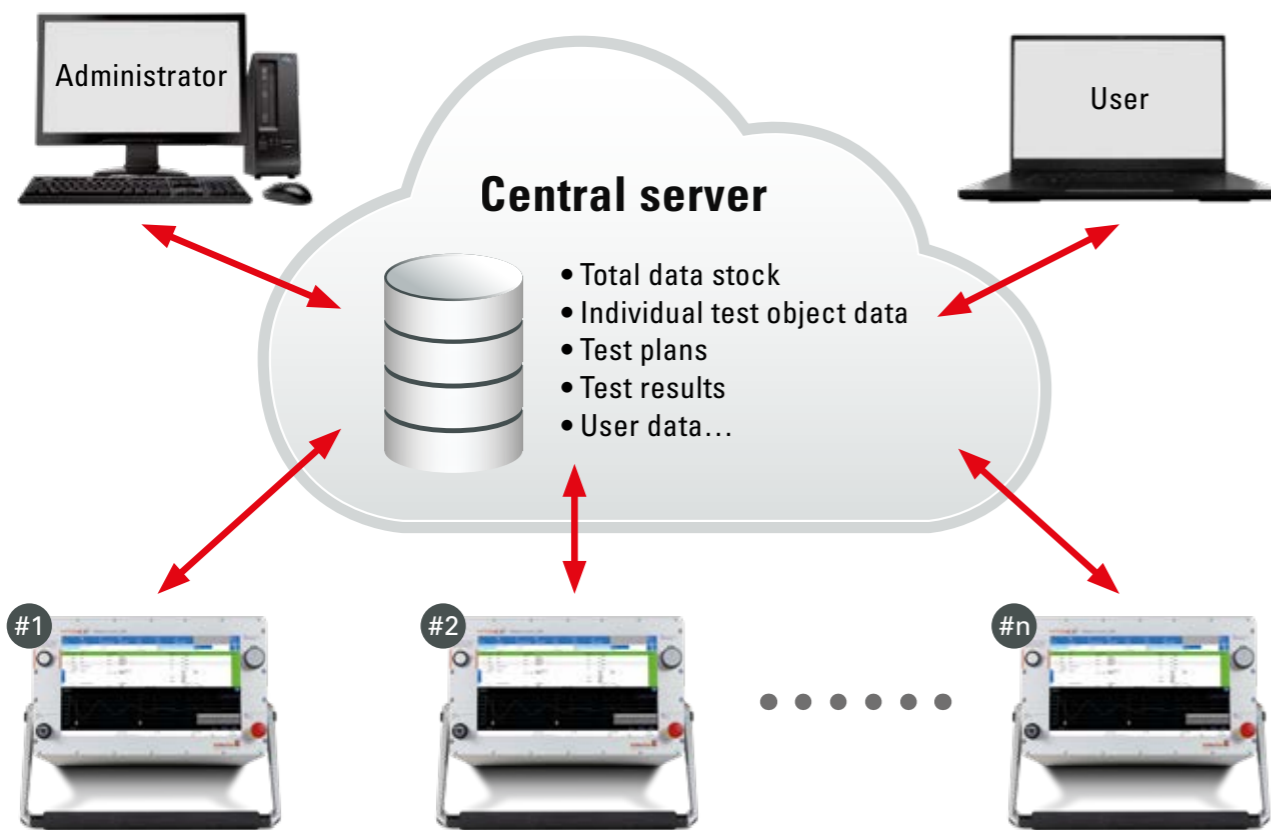 Administrator
User
Central server
• Total data stock
• Individual test object data
• Test plans
• Test results
• User data…
#1
#2
#n